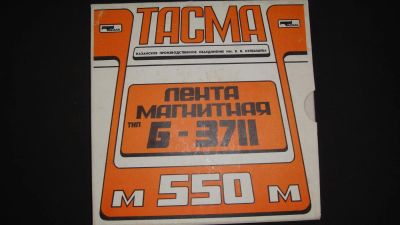 ТАСМА
КАЗАНСКОЕ ПРОИЗВОДСТВЕННОЕ ОБЪЕДИНЕНИЕ ИМ. В. В. КУЙБЫШЕВА
ЛЕНТА
МАГНИТНАЯ
ТИП Б-3711
М 550 М